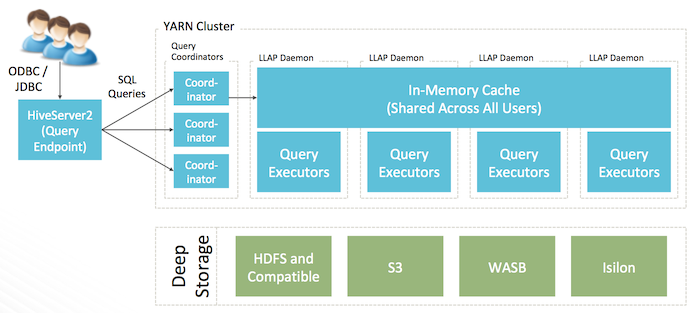 YARN Cluster
ODBC /
JDBC
SQL
Queries
HiveServer2
(Query
Endpoint)
Query
Coordinators
Coord-
inator
Coord-
inator
Coord-
inator
LLAP Daemon
LLAP Daemon
LLAP Daemon
LLAP Daemon
In-Memory Cache
(Shared Across All Users)
Query
Executors
Query
Executors
Query
Executors
Query
Executors
Deep
Storage
HDFS and
Compatible
S3
WASB
Isilon